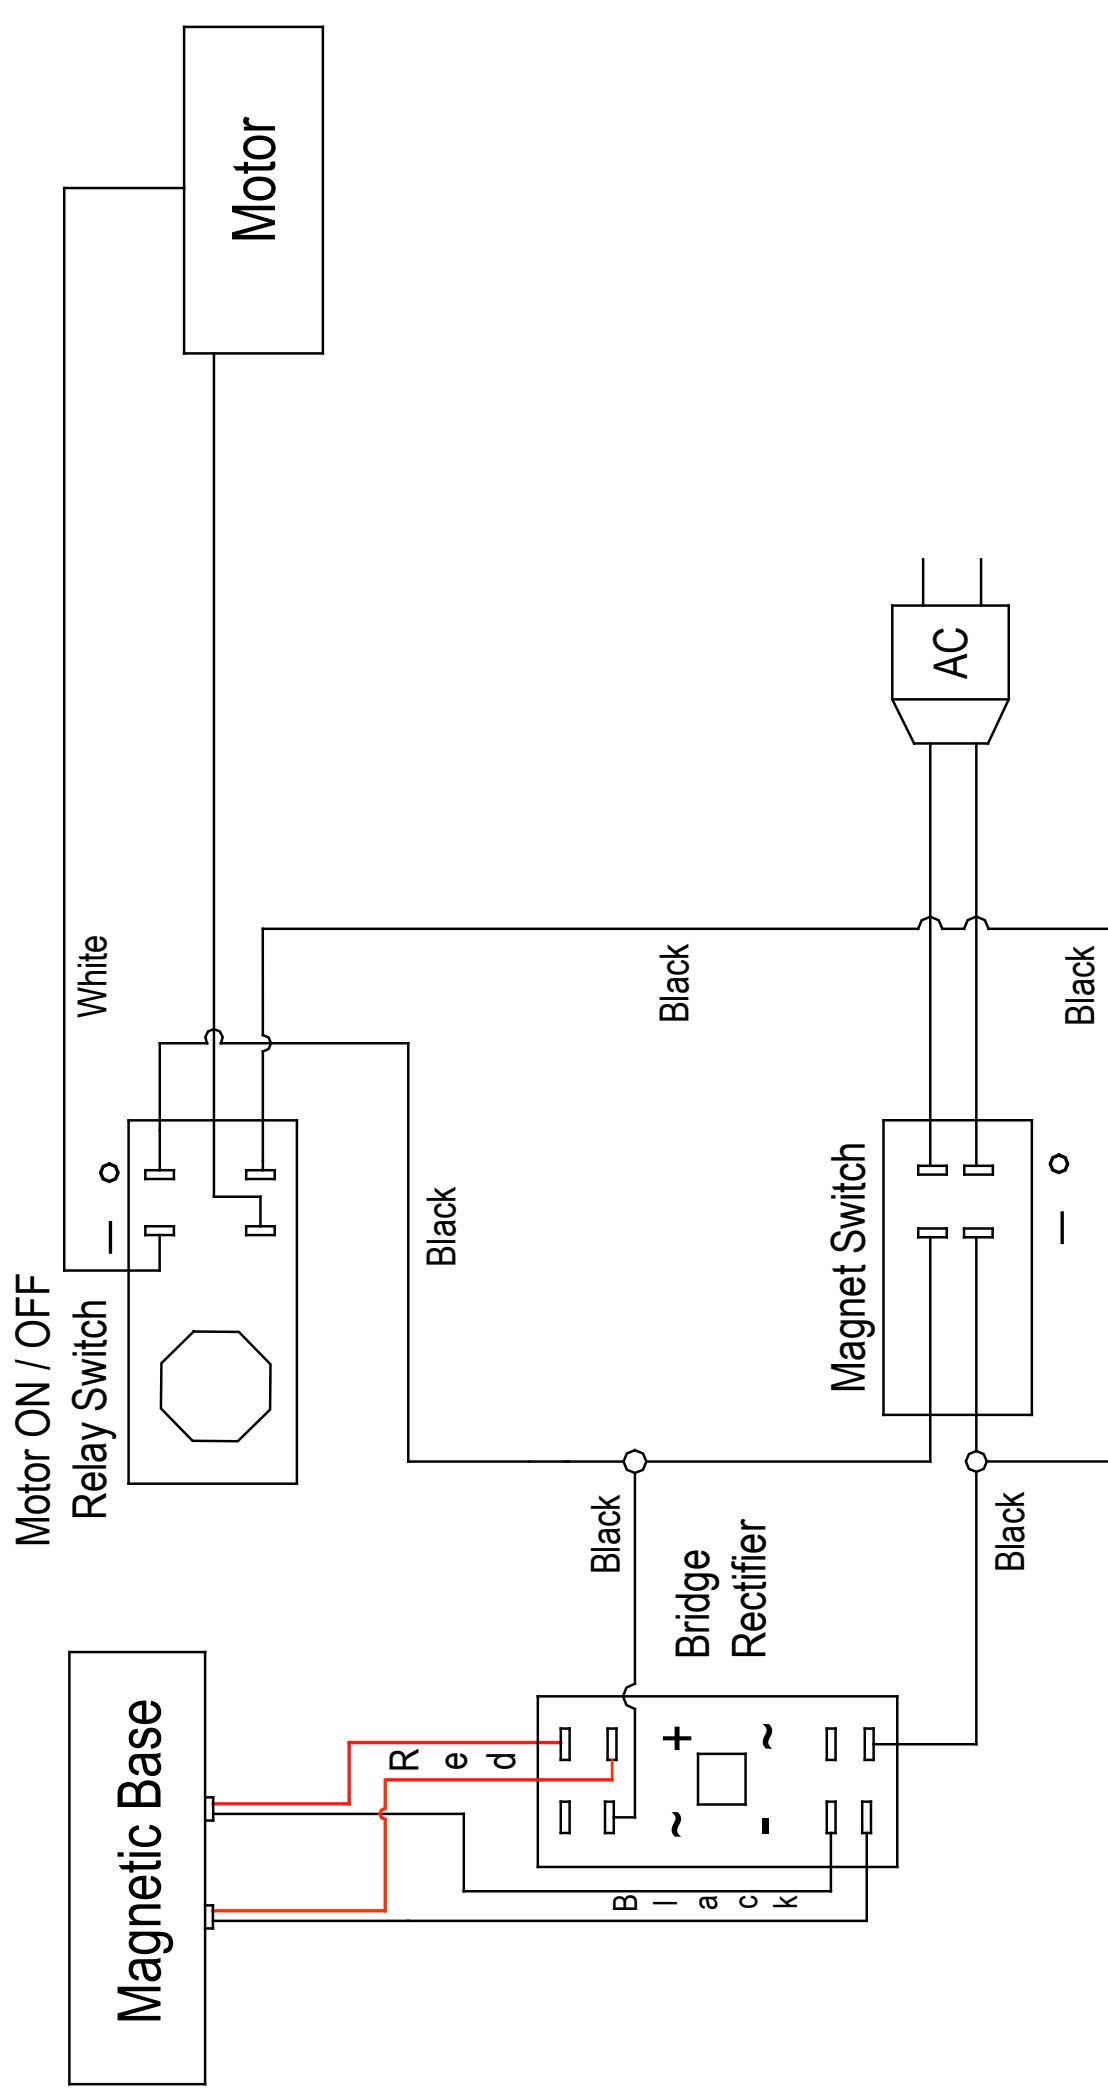 Motor
AC
White
Black
Black
Black
Motor ON / OFF
Relay Switch
Magnet Switch
Black
Black
Bridge
Rectifier
Magnetic Base
Red
+
~
~
-
Black